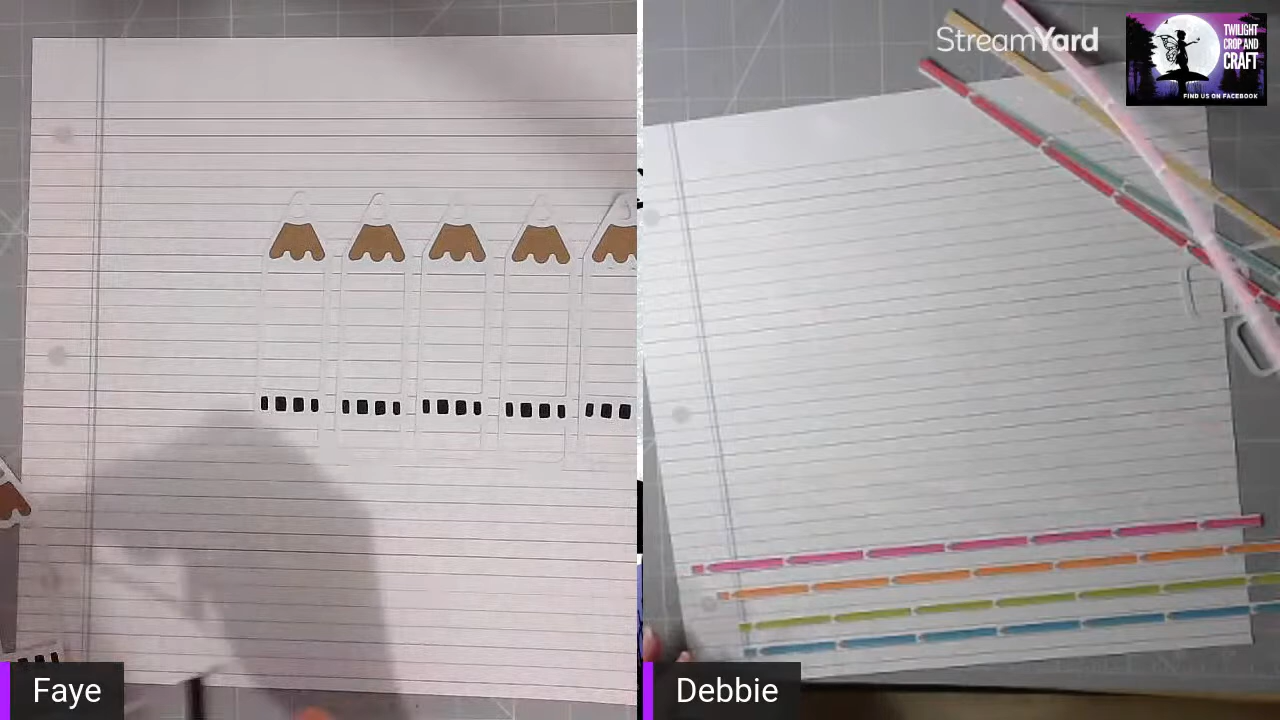 StreamYard
TWILIGHT
CROP AND
CRAFT
FIND US ON FACEBOOK
Faye
Debbie